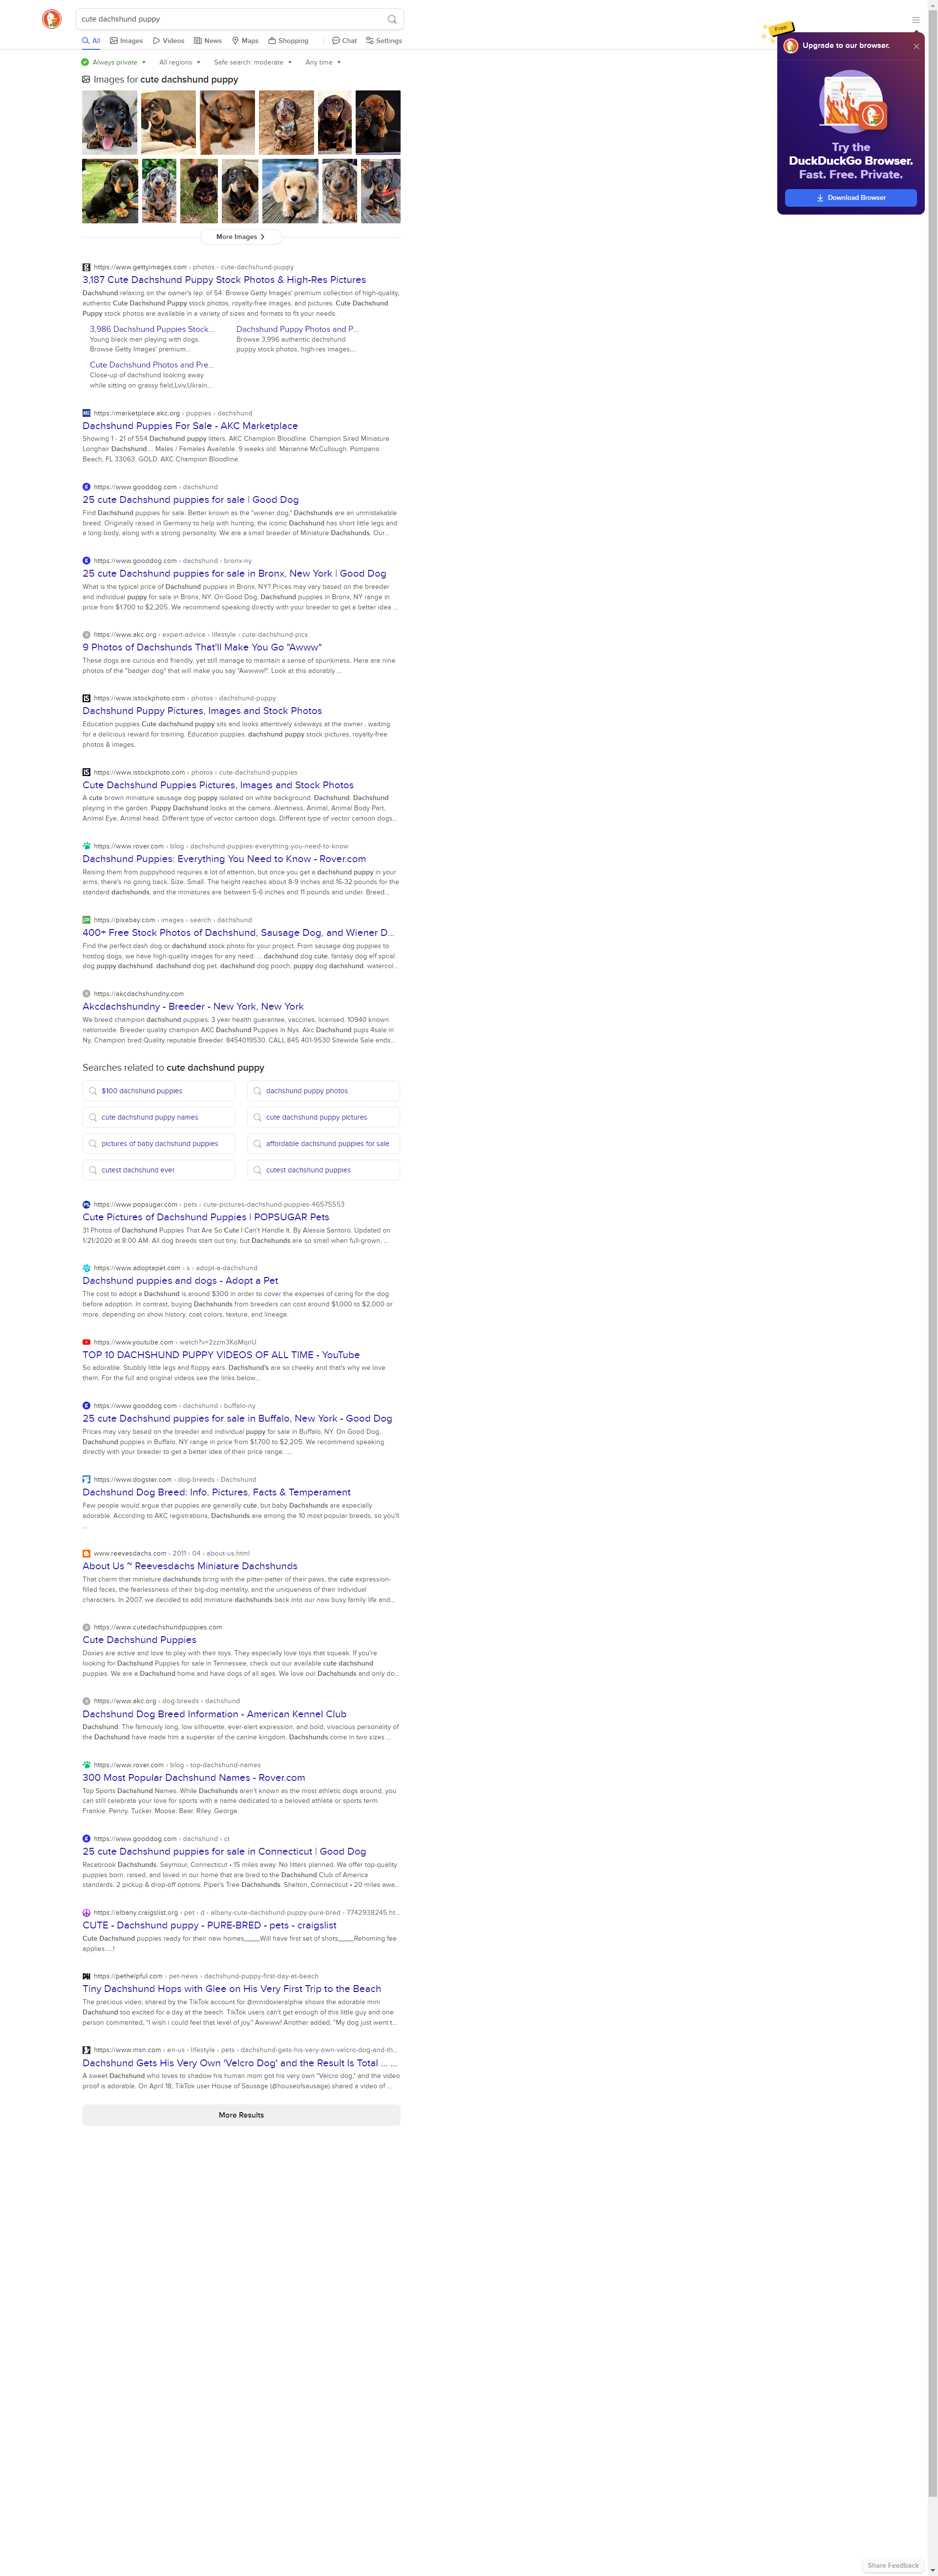 cute dachshund puppy
All Images Videos News Maps Shopping Chat Settings
Always private All regions Safe search: moderate Any time
Free
Upgrade to our browser.
Try the
DuckDuckGo Browser.
Fast. Free. Private.
Download Browser
Images for cute dachshund puppy
More Images
https://www.gettyimages.com › photos › cute-dachshund-puppy
3,187 Cute Dachshund Puppy Stock Photos & High-Res Pictures
Dachshund relaxing on the owner's lap. of 54. Browse Getty Images' premium collection of high-quality,
authentic Cute Dachshund Puppy stock photos, royalty-free images, and pictures. Cute Dachshund
Puppy stock photos are available in a variety of sizes and formats to fit your needs.
3,986 Dachshund Puppies Stock...
Young black man playing with dogs.
Browse Getty Images' premium...
Dachshund Puppy Photos and P...
Browse 3,996 authentic dachshund
puppy stock photos, high-res images,...
Cute Dachshund Photos and Pre...
Close-up of dachshund looking away
while sitting on grassy field,Lviv,Ukrain...
https://marketplace.akc.org › puppies › dachshund
Dachshund Puppies For Sale - AKC Marketplace
Showing 1 - 21 of 554 Dachshund puppy litters. AKC Champion Bloodline. Champion Sired Miniature
Longhair Dachshund.... Males / Females Available. 9 weeks old. Marianne McCullough. Pompano
Beach, FL 33063. GOLD. AKC Champion Bloodline.
https://www.gooddog.com › dachshund
25 cute Dachshund puppies for sale | Good Dog
Find Dachshund puppies for sale. Better known as the "wiener dog," Dachshunds are an unmistakable
breed. Originally raised in Germany to help with hunting, the iconic Dachshund has short little legs and
a long body, along with a strong personality. We are a small breeder of Miniature Dachshunds. Our...
https://www.gooddog.com › dachshund › bronx-ny
25 cute Dachshund puppies for sale in Bronx, New York | Good Dog
What is the typical price of Dachshund puppies in Bronx, NY? Prices may vary based on the breeder
and individual puppy for sale in Bronx, NY. On Good Dog, Dachshund puppies in Bronx, NY range in
price from $1,700 to $2,205. We recommend speaking directly with your breeder to get a better idea ...
https://www.akc.org › expert-advice › lifestyle › cute-dachshund-pics
9 Photos of Dachshunds That'll Make You Go "Awww"
These dogs are curious and friendly, yet still manage to maintain a sense of spunkiness. Here are nine
photos of the "badger dog" that will make you say "Awwww!". Look at this adorably ...
https://www.istockphoto.com › photos › dachshund-puppy
Dachshund Puppy Pictures, Images and Stock Photos
Education puppies Cute dachshund puppy sits and looks attentively sideways at the owner , waiting
for a delicious reward for training. Education puppies. dachshund puppy stock pictures, royalty-free
photos & images.
https://www.istockphoto.com › photos › cute-dachshund-puppies
Cute Dachshund Puppies Pictures, Images and Stock Photos
A cute brown miniature sausage dog puppy isolated on white background. Dachshund. Dachshund
playing in the garden. Puppy Dachshund looks at the camera. Alertness, Animal, Animal Body Part,
Animal Eye, Animal head. Different type of vector cartoon dogs. Different type of vector cartoon dogs...
https://www.rover.com › blog › dachshund-puppies-everything-you-need-to-know
Dachshund Puppies: Everything You Need to Know - Rover.com
Raising them from puppyhood requires a lot of attention, but once you get a dachshund puppy in your
arms, there's no going back. Size. Small. The height reaches about 8-9 inches and 16-32 pounds for the
standard dachshunds, and the miniatures are between 5-6 inches and 11 pounds and under. Breed...
https://pixabay.com › images › search › dachshund
400+ Free Stock Photos of Dachshund, Sausage Dog, and Wiener D...
Find the perfect dash dog or dachshund stock photo for your project. From sausage dog puppies to
hotdog dogs, we have high-quality images for any need. ... dachshund dog cute. fantasy dog elf spiral.
dog puppy dachshund. dachshund dog pet. dachshund dog pooch. puppy dog dachshund. watercol...
https://akcdachshundny.com
Akcdachshundny - Breeder - New York, New York
We breed champion dachshund puppies. 3 year health guarantee, vaccines, licensed. 10940 known
nationwide. Breeder quality champion AKC Dachshund Puppies in Nys. Akc Dachshund pups 4sale in
Ny. Champion bred.Quality reputable Breeder. 8454019530. CALL 845 401-9530 Sitewide Sale ends...
Searches related to cute dachshund puppy
$100 dachshund puppies
dachshund puppy photos
cute dachshund puppy names
cute dachshund puppy pictures
pictures of baby dachshund puppies
affordable dachshund puppies for sale
cutest dachshund ever
cutest dachshund puppies
https://www.popsugar.com › pets › cute-pictures-dachshund-puppies-46575553
Cute Pictures of Dachshund Puppies | POPSUGAR Pets
31 Photos of Dachshund Puppies That Are So Cute I Can't Handle It. By Alessia Santoro. Updated on
1/21/2020 at 8:00 AM. All dog breeds start out tiny, but Dachshunds are so small when full-grown, ...
https://www.adoptapet.com › s › adopt-a-dachshund
Dachshund puppies and dogs - Adopt a Pet
The cost to adopt a Dachshund is around $300 in order to cover the expenses of caring for the dog
before adoption. In contrast, buying Dachshunds from breeders can cost around $1,000 to $2,000 or
more, depending on show history, coat colors, texture, and lineage.
https://www.youtube.com › watch?v=2zzm3KoMqnU
TOP 10 DACHSHUND PUPPY VIDEOS OF ALL TIME - YouTube
So adorable. Stubbly little legs and floppy ears. Dachshund's are so cheeky and that's why we love
them. For the full and original videos see the links below...
https://www.gooddog.com › dachshund › buffalo-ny
25 cute Dachshund puppies for sale in Buffalo, New York - Good Dog
Prices may vary based on the breeder and individual puppy for sale in Buffalo, NY. On Good Dog,
Dachshund puppies in Buffalo, NY range in price from $1,700 to $2,205. We recommend speaking
directly with your breeder to get a better idea of their price range. ...
https://www.dogster.com › dog-breeds › Dachshund
Dachshund Dog Breed: Info, Pictures, Facts & Temperament
Few people would argue that puppies are generally cute, but baby Dachshunds are especially
adorable. According to AKC registrations, Dachshunds are among the 10 most popular breeds, so you'll
...
www.reevesdachs.com › 2011 › 04 › about-us.html
About Us ~ Reevesdachs Miniature Dachshunds
That charm that miniature dachshunds bring with the pitter-patter of their paws, the cute expression-
filled faces, the fearlessness of their big-dog mentality, and the uniqueness of their individual
characters. In 2007, we decided to add miniature dachshunds back into our now busy family life and...
https://www.cutedachshundpuppies.com
Cute Dachshund Puppies
Doxies are active and love to play with their toys. They especially love toys that squeak. If you're
looking for Dachshund Puppies for sale in Tennessee, check out our available cute dachshund
puppies. We are a Dachshund home and have dogs of all ages. We love our Dachshunds and only do...
https://www.akc.org › dog-breeds › dachshund
Dachshund Dog Breed Information - American Kennel Club
Dachshund. The famously long, low silhouette, ever-alert expression, and bold, vivacious personality of
the Dachshund have made him a superstar of the canine kingdom. Dachshunds come in two sizes ...
https://www.rover.com › blog › top-dachshund-names
300 Most Popular Dachshund Names - Rover.com
Top Sports Dachshund Names. While Dachshunds aren't known as the most athletic dogs around, you
can still celebrate your love for sports with a name dedicated to a beloved athlete or sports term.
Frankie. Penny. Tucker. Moose. Bear. Riley. George.
https://www.gooddog.com › dachshund › ct
25 cute Dachshund puppies for sale in Connecticut | Good Dog
Racebrook Dachshunds. Seymour, Connecticut • 15 miles away. No litters planned. We offer top-quality
puppies born, raised, and loved in our home that are bred to the Dachshund Club of America
standards. 2 pickup & drop-off options. Piper's Tree Dachshunds. Shelton, Connecticut • 20 miles awa...
https://albany.craigslist.org › pet › d › albany-cute-dachshund-puppy-pure-bred › 7742938245.ht...
CUTE - Dachshund puppy - PURE-BRED - pets - craigslist
Cute Dachshund puppies ready for their new homes____Will have first set of shots____Rehoming fee
applies.....!
https://pethelpful.com › pet-news › dachshund-puppy-first-day-at-beach
Tiny Dachshund Hops with Glee on His Very First Trip to the Beach
The precious video, shared by the TikTok account for @minidoxieralphie shows the adorable mini
Dachshund too excited for a day at the beech. TikTok users can't get enough of this little guy and one
person commented, "I wish i could feel that level of joy." Awwww! Another added, "My dog just went t...
https://www.msn.com › en-us › lifestyle › pets › dachshund-gets-his-very-own-velcro-dog-and-th...
Dachshund Gets His Very Own 'Velcro Dog' and the Result Is Total ... ...
A sweet Dachshund who loves to shadow his human mom got his very own "Velcro dog," and the video
proof is adorable. On April 18, TikTok user House of Sausage (@houseofsausage) shared a video of ...
More Results
Share Feedback